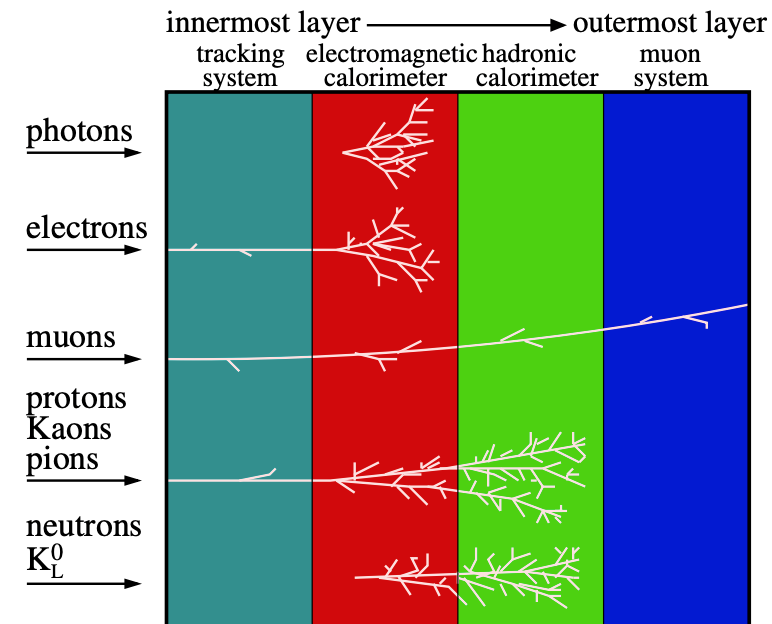 innermost layer outermost layer
tracking system
electromagnetic calorimeter
hadronic calorimeter
muon system
photons
electrons
muons
protons
Kaons
pions
neutrons
K⁰_L